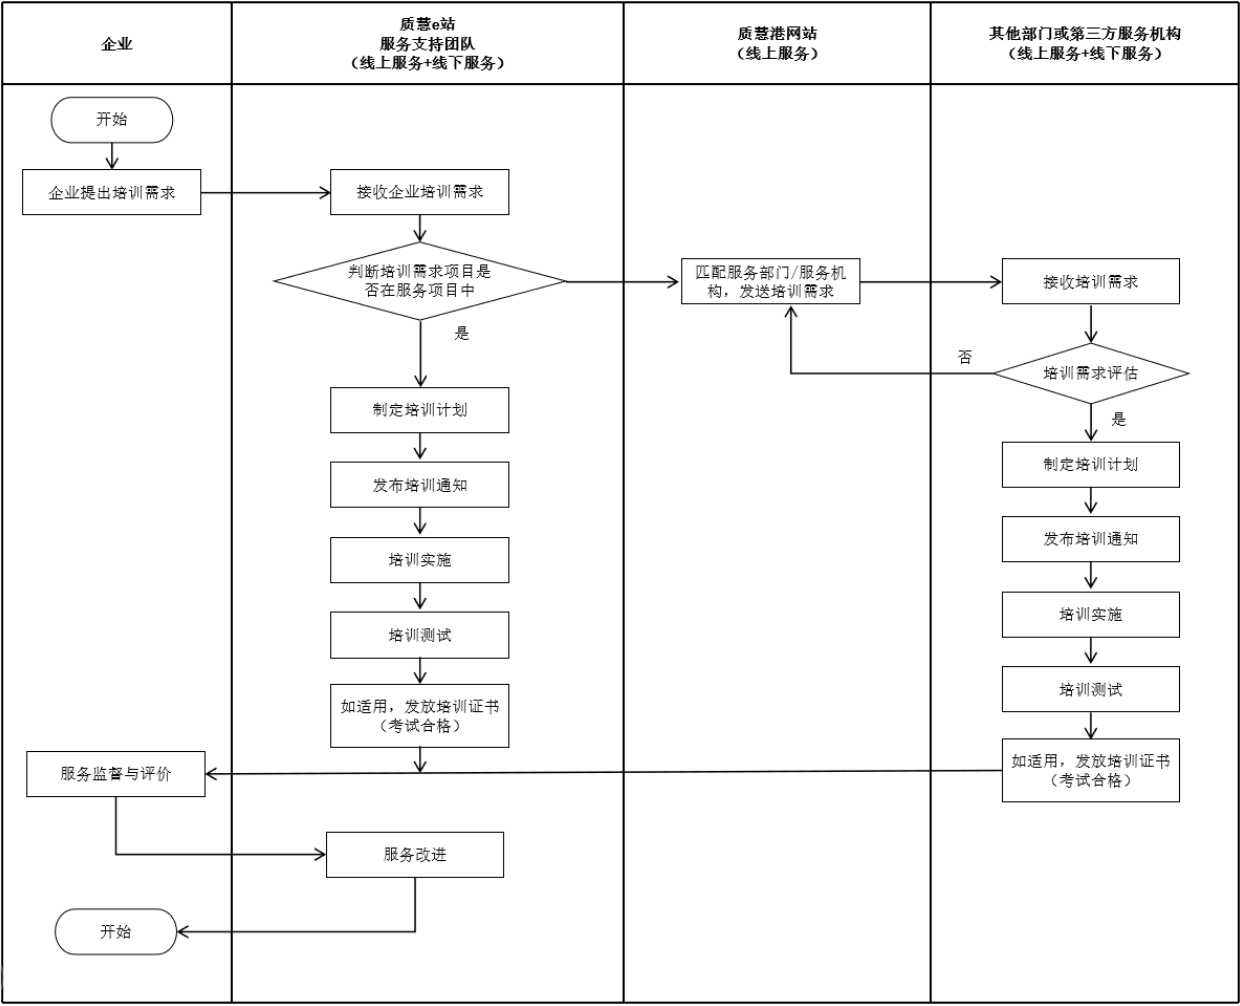 企业
质慧e站
服务支持团队
（线上服务+线下服务）
质慧港网站
（线上服务）
其他部门或第三方服务机构
（线上服务+线下服务）
开始
企业提出培训需求
接收企业培训需求
判断培训需求项目是
否在服务项目中
匹配服务部门/服务机
构，发送培训需求
接收培训需求
是
否
培训需求评估
是
制定培训计划
发布培训通知
培训实施
培训测试
如适用，发放培训证书
（考试合格）
制定培训计划
发布培训通知
培训实施
培训测试
如适用，发放培训证书
（考试合格）
服务监督与评价
服务改进
开始